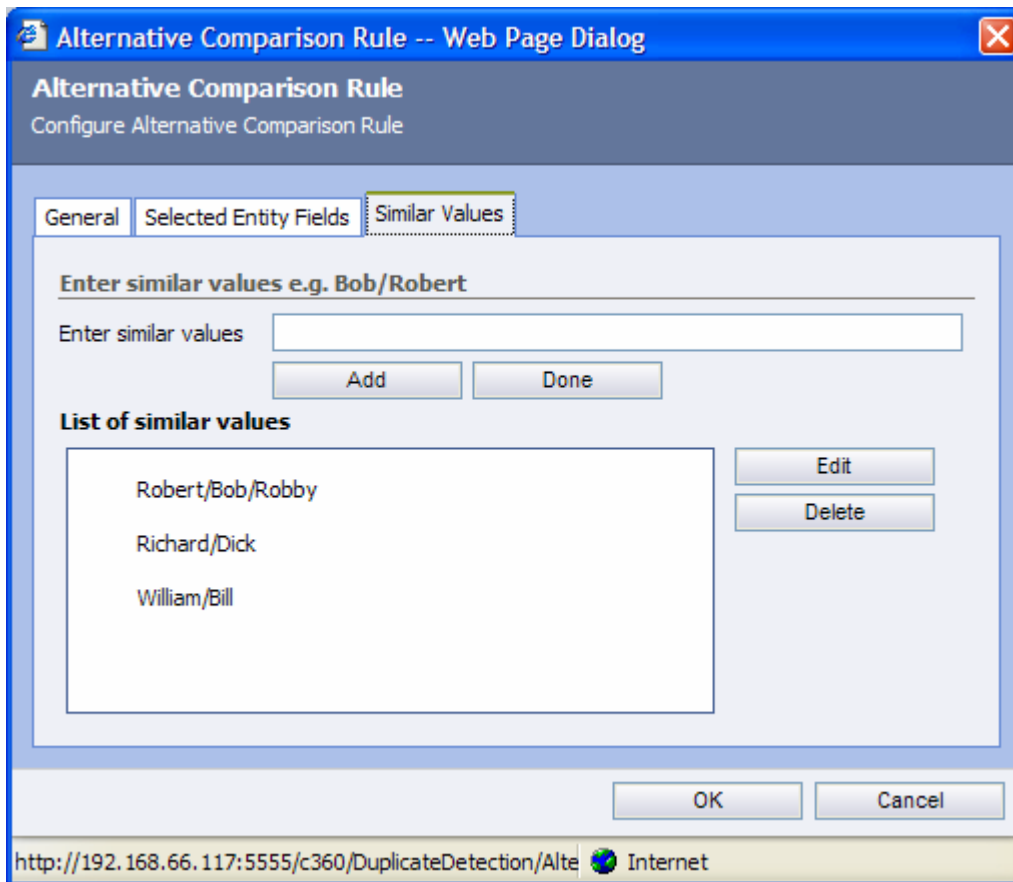 Alternative Comparison Rule -- Web Page Dialog
Alternative Comparison Rule
Configure Alternative Comparison Rule
General Selected Entity Fields Similar Values
Enter similar values e.g. Bob/Robert
Enter similar values
Add Done
List of similar values
Robert/Bob/Robby
Richard/Dick
William/Bill
Edit
Delete
OK Cancel
http://192.168.66.117:5555/c360/DuplicateDetection/Alte Internet